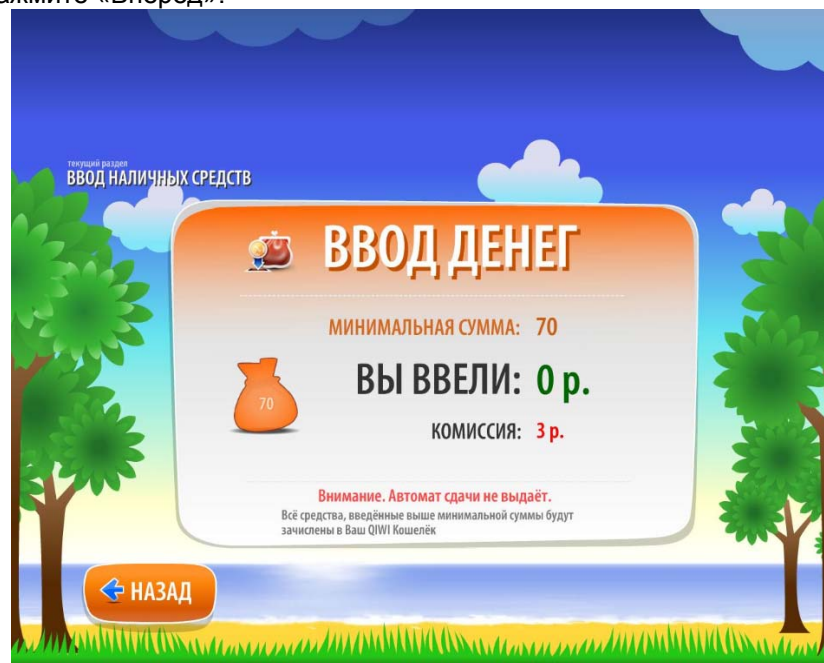 текущий раздел
ВВОД НАЛИЧНЫХ СРЕДСТВ
ВВОД ДЕНЕГ
МИНИМАЛЬНАЯ СУММА: 70
70
ВЫ ВВЕЛИ: 0 р.
КОМИССИЯ: 3 р.
Внимание. Автомат сдачи не выдаёт.
Всё средства, введённые выше минимальной суммы будут
зачислены в Ваш QIWI Кошелёк
НАЗАД